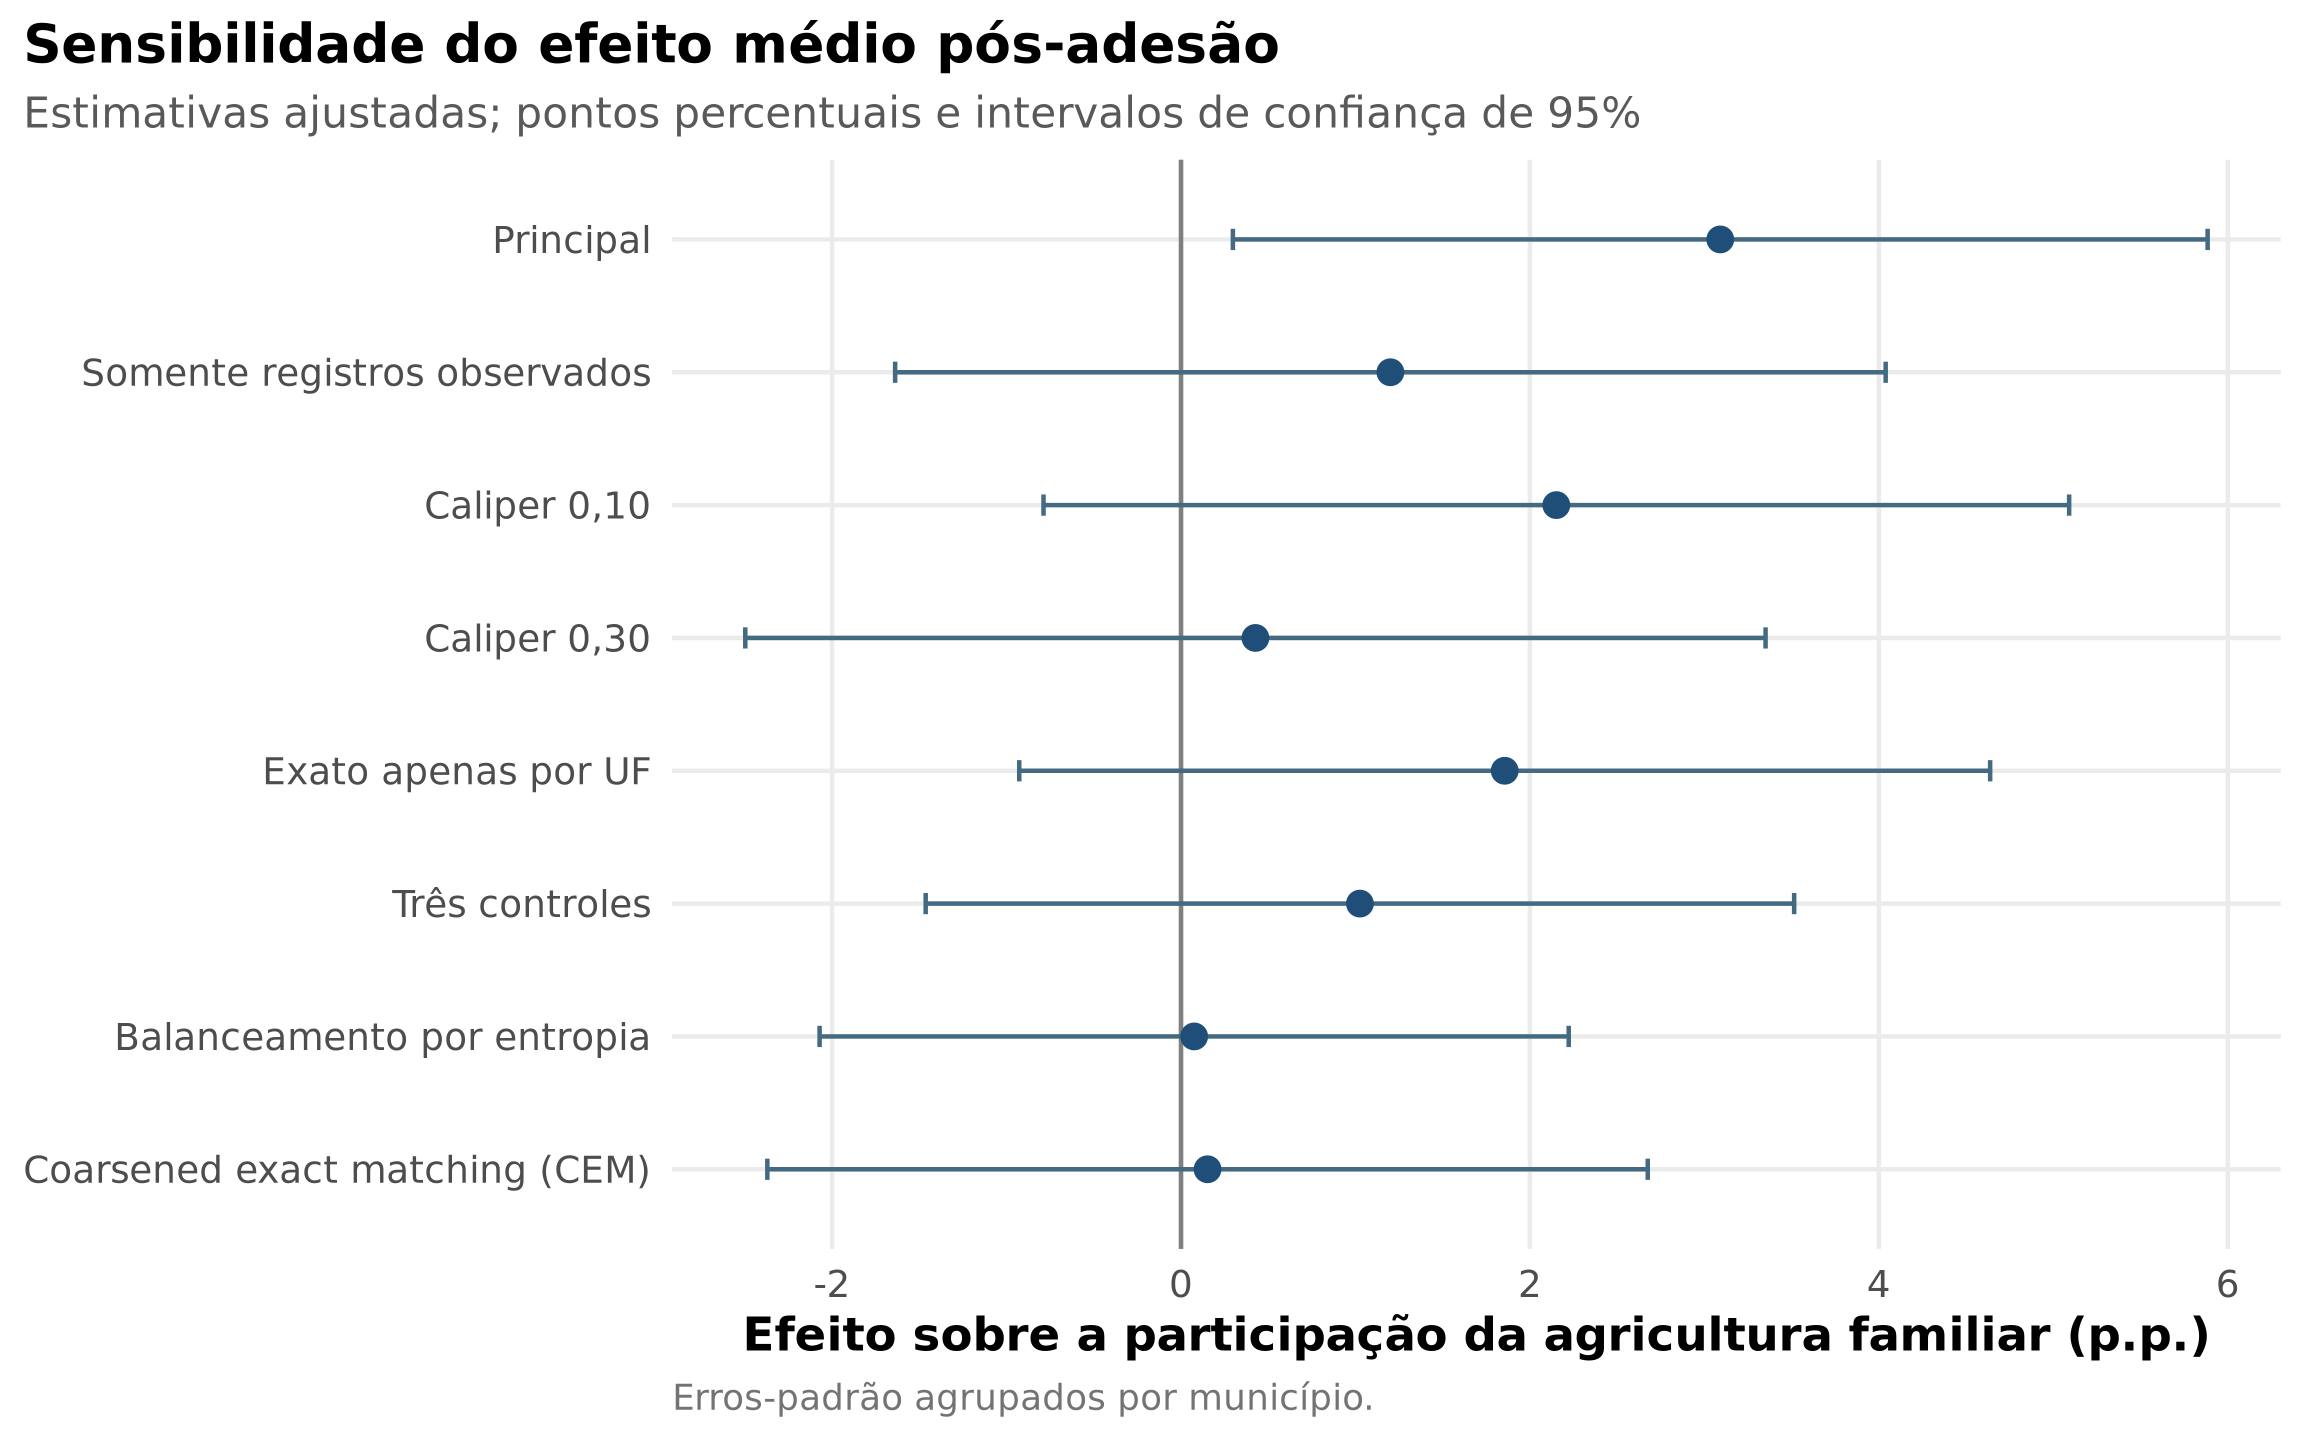 Sensibilidade do efeito médio pós-adesão
Estimativas ajustadas; pontos percentuais e intervalos de confiança de 95%
Principal
Somente registros observados
Caliper 0,10
Caliper 0,30
Exato apenas por UF
Três controles
Balanceamento por entropia
Coarsened exact matching (CEM)
-2 0 2 4 6
Efeito sobre a participação da agricultura familiar (p.p.)
Erros-padrão agrupados por município.